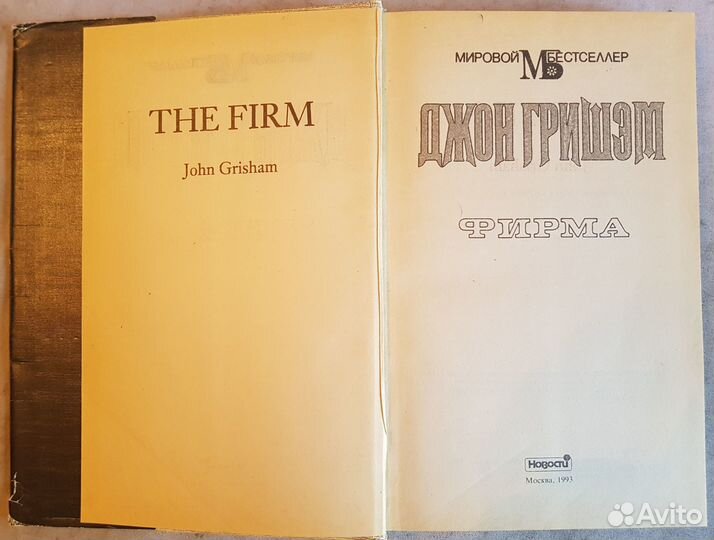 THE FIRM
John Grisham
МИРОВОЙ МБ БЕСТСЕЛЛЕР
ДЖОН ГРИШЭМ
ФИРМА
Новости
Москва, 1993
Avito